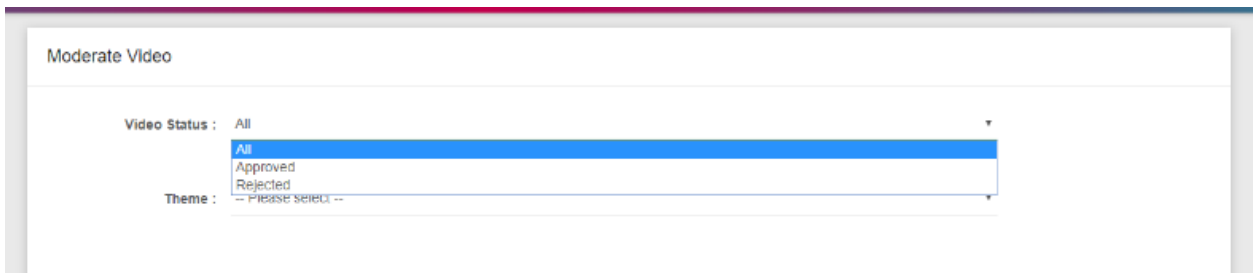 Moderate Video
Video Status : All
All
Approved
Rejected
Theme : -- Please select --